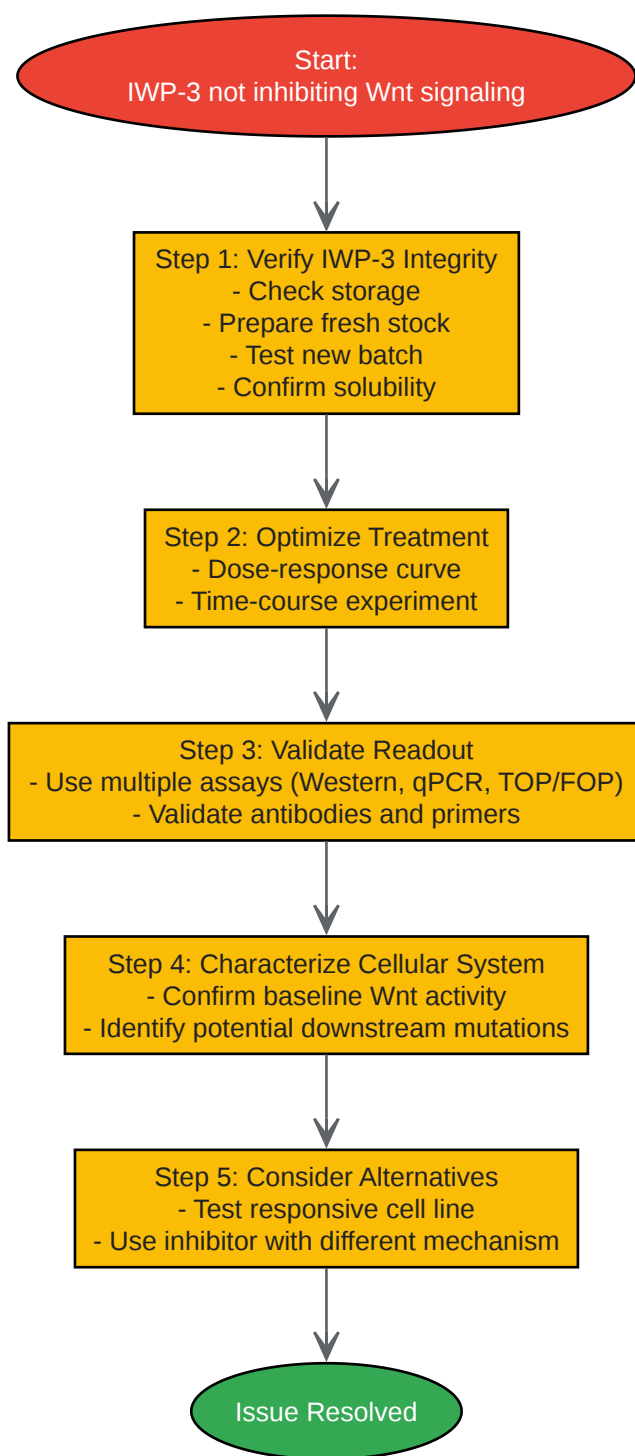 Start:
IWP-3 not inhibiting Wnt signaling
Step 1: Verify IWP-3 Integrity
- Check storage
- Prepare fresh stock
- Test new batch
- Confirm solubility
Step 2: Optimize Treatment
- Dose-response curve
- Time-course experiment
Step 3: Validate Readout
- Use multiple assays (Western, qPCR, TOP/FOP)
- Validate antibodies and primers
Step 4: Characterize Cellular System
- Confirm baseline Wnt activity
- Identify potential downstream mutations
Step 5: Consider Alternatives
- Test responsive cell line
- Use inhibitor with different mechanism
Issue Resolved